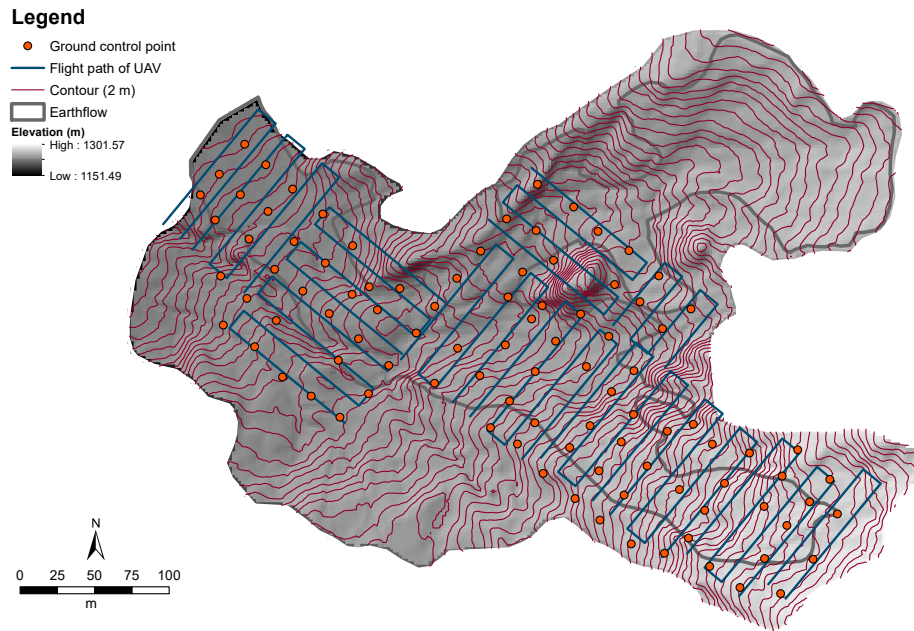 Legend
Ground control point
Flight path of UAV
Contour (2 m)
Earthflow
Elevation (m)
High : 1301.57
Low : 1151.49
N
0 25 50 75 100
m